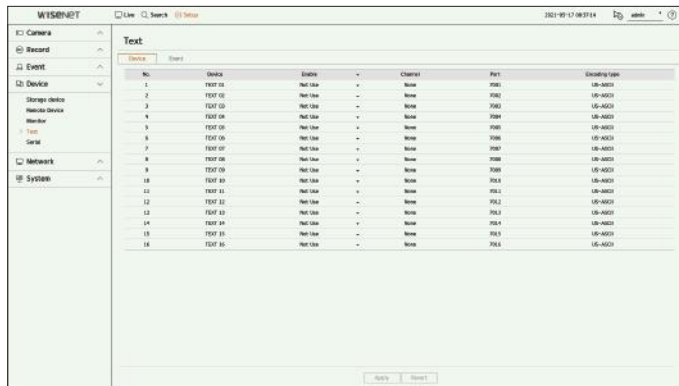 WISENET
Live Search Setup
2021-05-17 08:37:14 admin
Camera
Record
Event
Device
Storage device
Remote Device
Monitor
Text
Serial
Network
System
Text
Device Event
No. Device Enable Channel Port Encoding type
1 TEXT 01 Not Use None 7001 US-ASCII
2 TEXT 02 Not Use None 7002 US-ASCII
3 TEXT 03 Not Use None 7003 US-ASCII
4 TEXT 04 Not Use None 7004 US-ASCII
5 TEXT 05 Not Use None 7005 US-ASCII
6 TEXT 06 Not Use None 7006 US-ASCII
7 TEXT 07 Not Use None 7007 US-ASCII
8 TEXT 08 Not Use None 7008 US-ASCII
9 TEXT 09 Not Use None 7009 US-ASCII
10 TEXT 10 Not Use None 7010 US-ASCII
11 TEXT 11 Not Use None 7011 US-ASCII
12 TEXT 12 Not Use None 7012 US-ASCII
13 TEXT 13 Not Use None 7013 US-ASCII
14 TEXT 14 Not Use None 7014 US-ASCII
15 TEXT 15 Not Use None 7015 US-ASCII
16 TEXT 16 Not Use None 7016 US-ASCII
Apply Revert